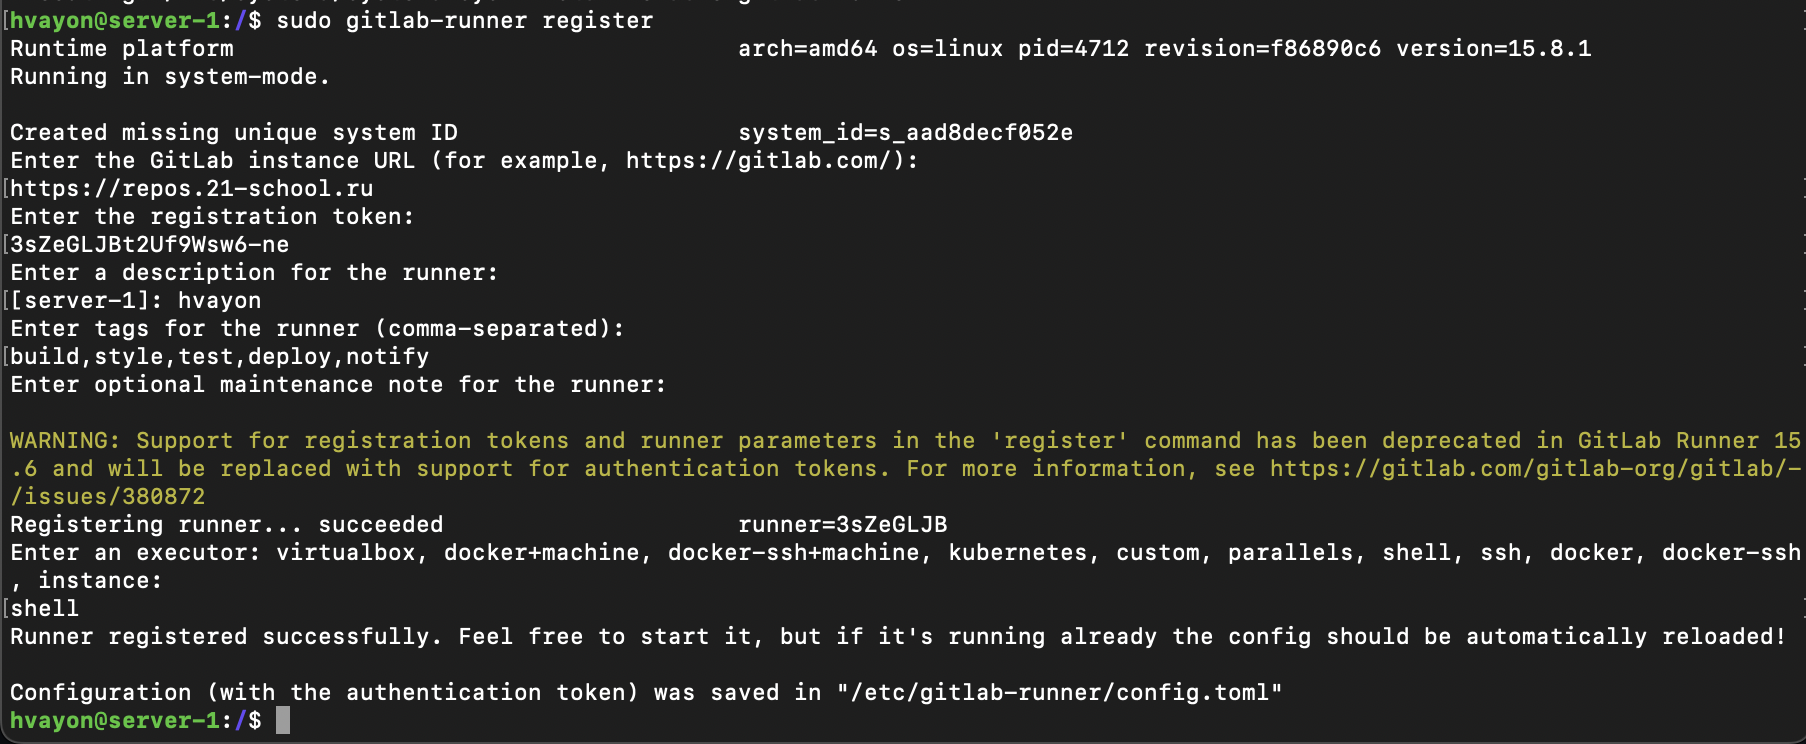 [hvayon@server-1:/$ sudo gitlab-runner register
Runtime platform                                    arch=amd64 os=linux pid=4712 revision=f86890c6 version=15.8.1
Running in system-mode.
Created missing unique system ID                    system_id=s_aad8decf052e
Enter the GitLab instance URL (for example, https://gitlab.com/):
[https://repos.21-school.ru
Enter the registration token:
[3sZeGLJBt2Uf9Wsw6-ne
Enter a description for the runner:
[[server-1]: hvayon
Enter tags for the runner (comma-separated):
[build,style,test,deploy,notify
Enter optional maintenance note for the runner:
WARNING: Support for registration tokens and runner parameters in the 'register' command has been deprecated in GitLab Runner 15
.6 and will be replaced with support for authentication tokens. For more information, see https://gitlab.com/gitlab-org/gitlab/-
/issues/380872
Registering runner... succeeded                     runner=3sZeGLJB
Enter an executor: virtualbox, docker+machine, docker-ssh+machine, kubernetes, custom, parallels, shell, ssh, docker, docker-ssh
, instance:
[shell
Runner registered successfully. Feel free to start it, but if it's running already the config should be automatically reloaded!
Configuration (with the authentication token) was saved in "/etc/gitlab-runner/config.toml"
hvayon@server-1:/$